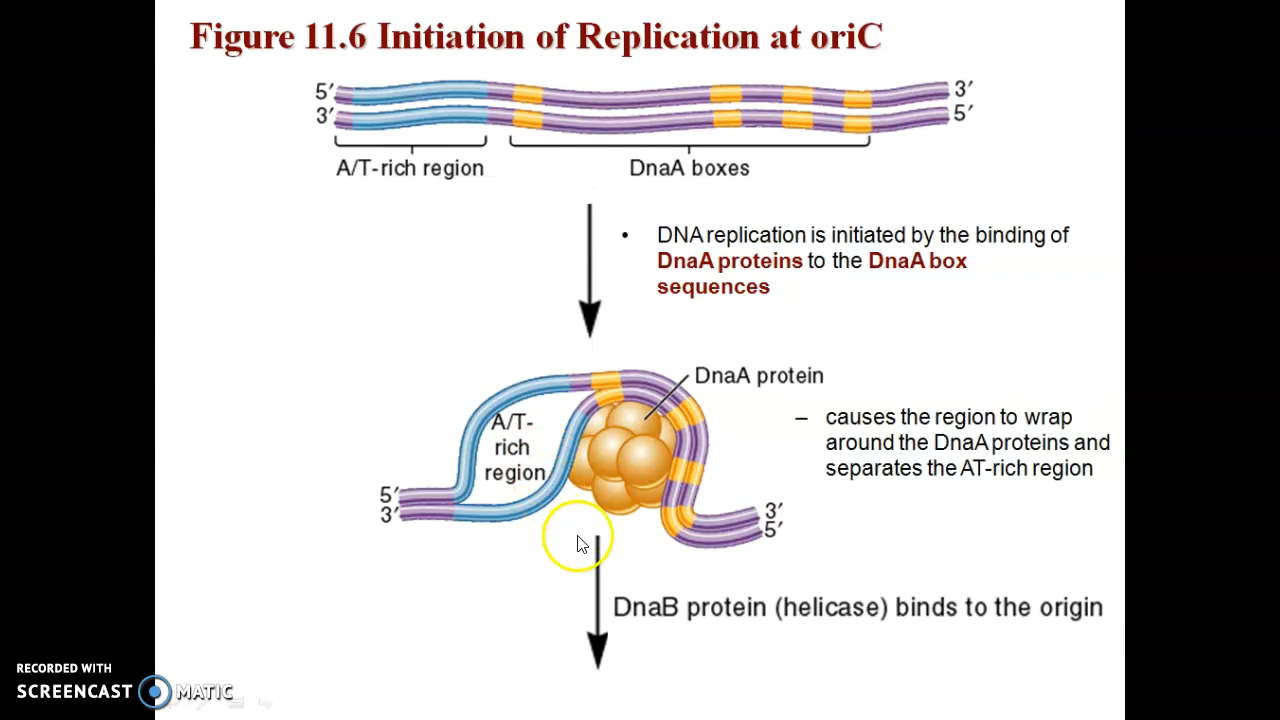 Figure 11.6 Initiation of Replication at oriC
5′
3′
3′
5′
A/T-rich region
DnaA boxes
• DNA replication is initiated by the binding of
DnaA proteins to the DnaA box
sequences
DnaA protein
A/T-
rich
region
– causes the region to wrap
around the DnaA proteins and
separates the AT-rich region
5′
3′
3′
5′
DnaB protein (helicase) binds to the origin
RECORDED WITH
SCREENCAST MATIC